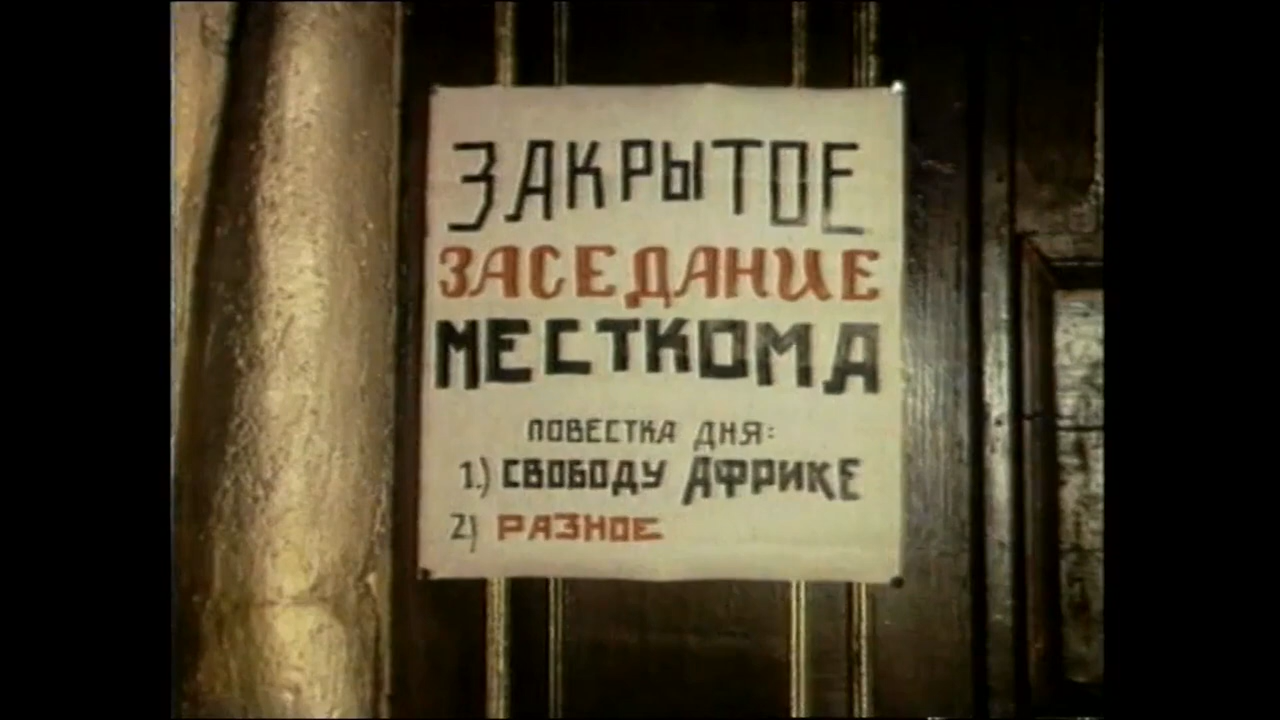 ЗАКРЫТОЕ
ЗАСЕДАНИЕ
МЕСТКОМА
ПОВЕСТКА ДНЯ:
1.) СВОБОДУ АФРИКЕ
2) РАЗНОЕ